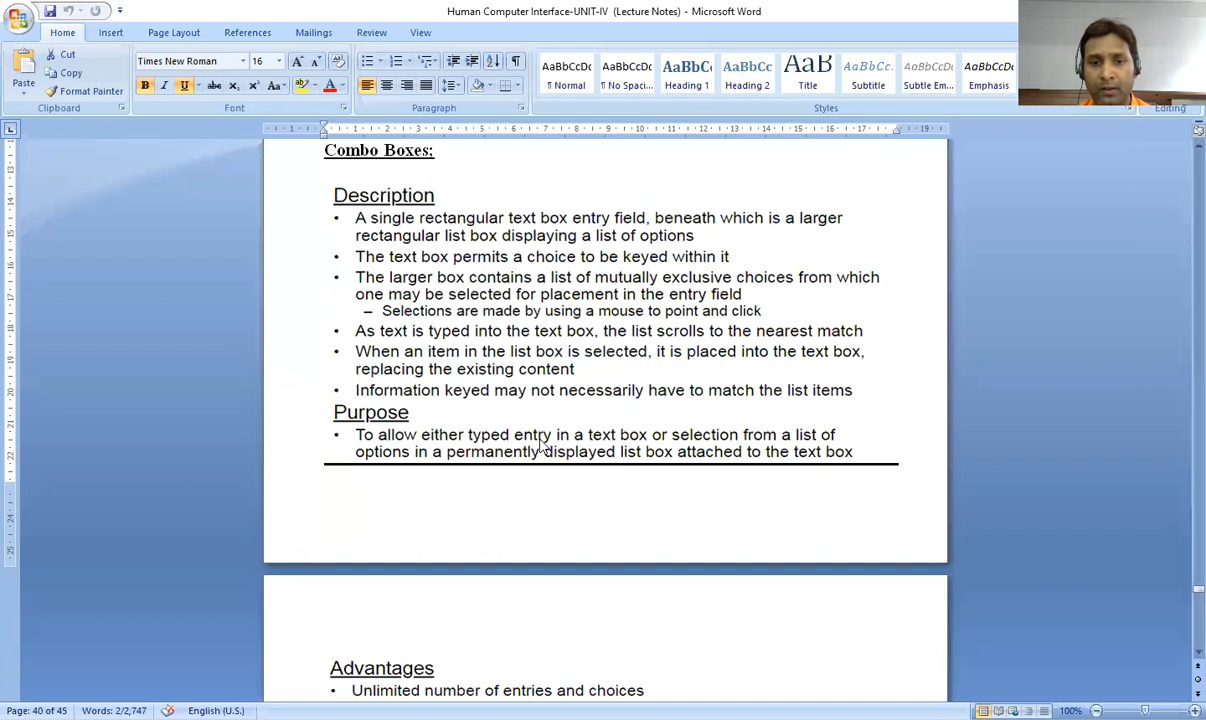 Human Computer Interface-UNIT-IV (Lecture Notes) - Microsoft Word
Home Insert Page Layout References Mailings Review View
Paste
Cut
Copy
Format Painter
Clipboard
Times New Roman 16
Font
Paragraph
AaBbCcDc AaBbCcDc AaBbC AaBbCc AaB AaBbCc. AaBbCcDc AaBbCcDc
¶ Normal ¶ No Spaci... Heading 1 Heading 2 Title Subtitle Subtle Em... Emphasis
Styles
Editing
Combo Boxes:
Description
• A single rectangular text box entry field, beneath which is a larger
rectangular list box displaying a list of options
• The text box permits a choice to be keyed within it
• The larger box contains a list of mutually exclusive choices from which
one may be selected for placement in the entry field
– Selections are made by using a mouse to point and click
• As text is typed into the text box, the list scrolls to the nearest match
• When an item in the list box is selected, it is placed into the text box,
replacing the existing content
• Information keyed may not necessarily have to match the list items
Purpose
• To allow either typed entry in a text box or selection from a list of
options in a permanently displayed list box attached to the text box
Advantages
• Unlimited number of entries and choices
Page: 40 of 45 Words: 2/2,747 English (U.S.) 100%